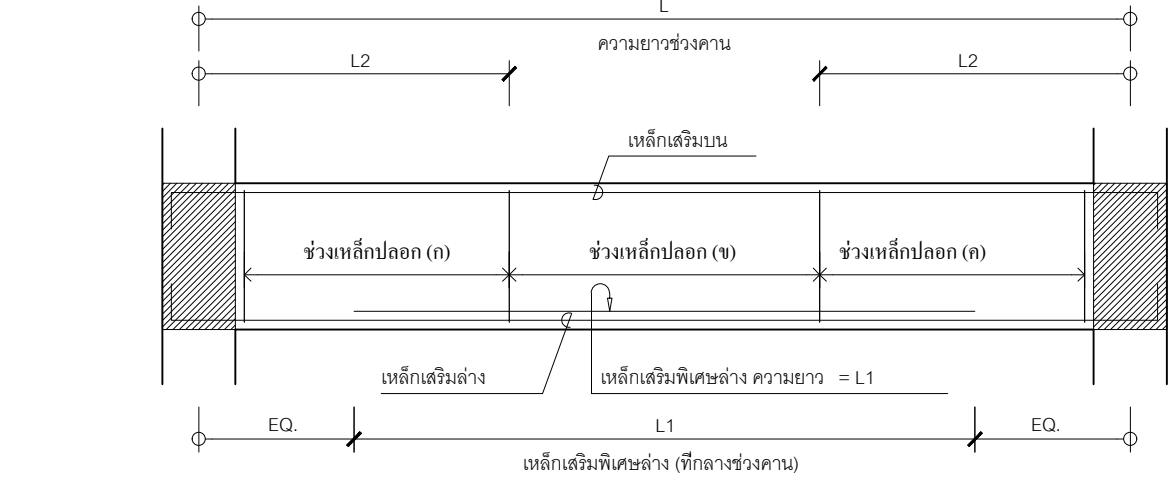 L
ความยาวช่วงคาน
L2 L2
เหล็กเสริมบน
ช่วงเหล็กปลอก (ก) ช่วงเหล็กปลอก (ข) ช่วงเหล็กปลอก (ค)
เหล็กเสริมล่าง เหล็กเสริมพิเศษล่าง ความยาว = L1
EQ. L1 EQ.
เหล็กเสริมพิเศษล่าง (ที่กลางช่วงคาน)